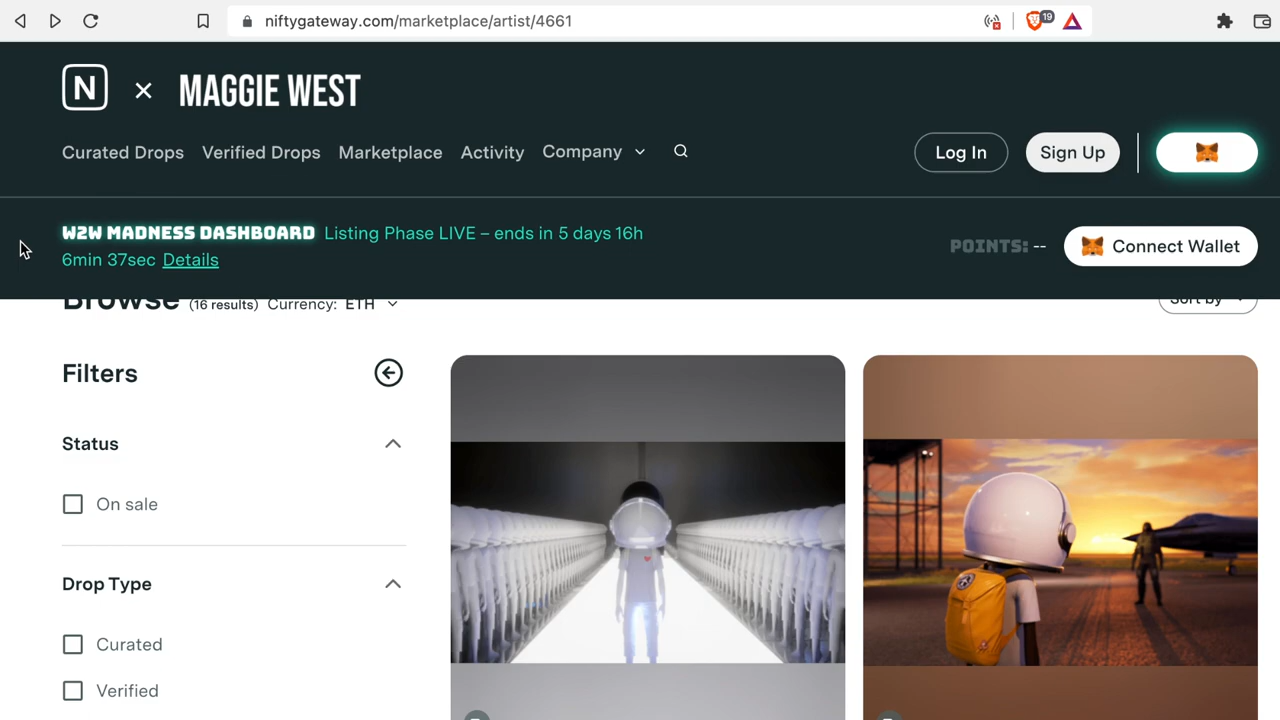 niftygateway.com/marketplace/artist/4661
19
N × MAGGIE WEST
Curated Drops Verified Drops Marketplace Activity Company
Log In Sign Up
W2W MADNESS DASHBOARD Listing Phase LIVE – ends in 5 days 16h
6min 37sec Details
POINTS: -- Connect Wallet
Browse (16 results) Currency: ETH
Sort by
Filters
Status
On sale
Drop Type
Curated
Verified